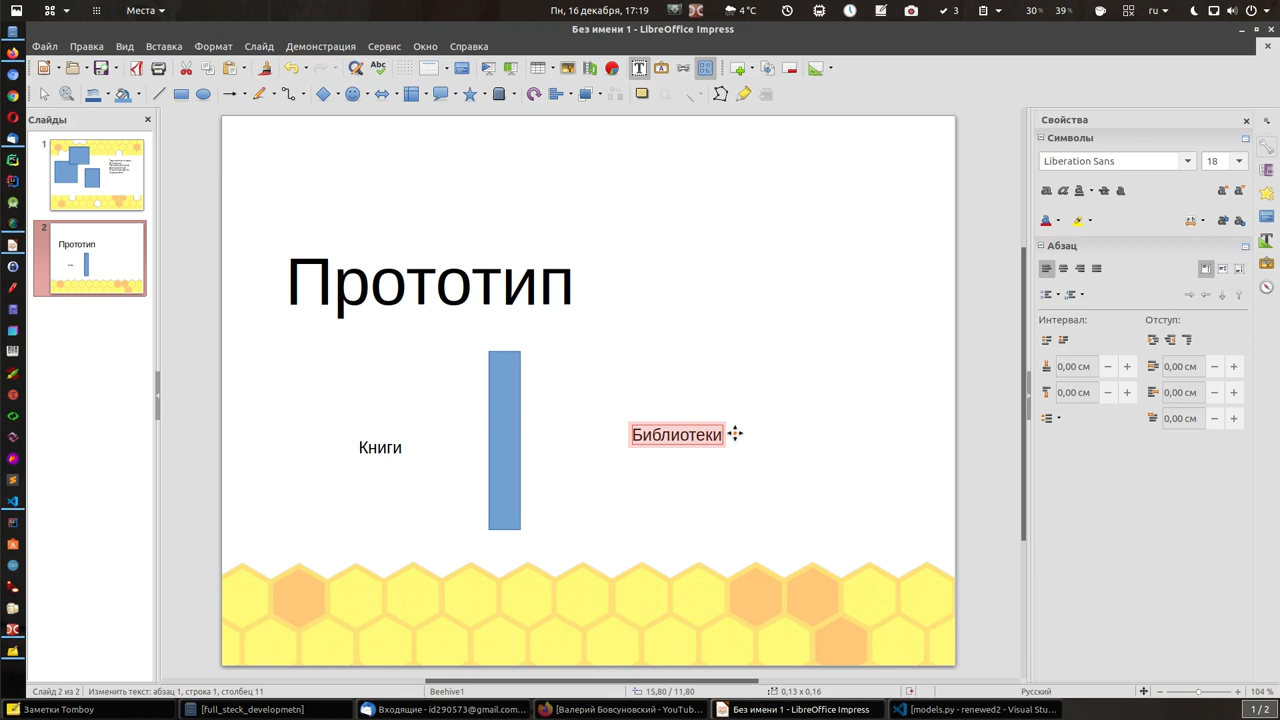 Места
Пн, 16 декабря, 17:19
4°C
3
30%
39%
ru
Без имени 1 - LibreOffice Impress
Файл Правка Вид Вставка Формат Слайд Демонстрация Сервис Окно Справка
Слайды
Свойства
1
Символы
Liberation Sans
18
2
Прототип
Абзац
Прототип
Интервал:
Отступ:
0,00 см
0,00 см
0,00 см
0,00 см
0,00 см
Книги
Библиотеки
Слайд 2 из 2
Изменить текст: абзац 1, строка 1, столбец 11
Beehive1
15,80 / 11,80
0,13 x 0,16
Русский
104 %
Заметки Tomboy
[full_steck_developmetn]
Входящие - id290573@gmail.com...
[Валерий Бовсуновский - YouTub...
Без имени 1 - LibreOffice Impress
[models.py - renewed2 - Visual Stu...
1 / 2